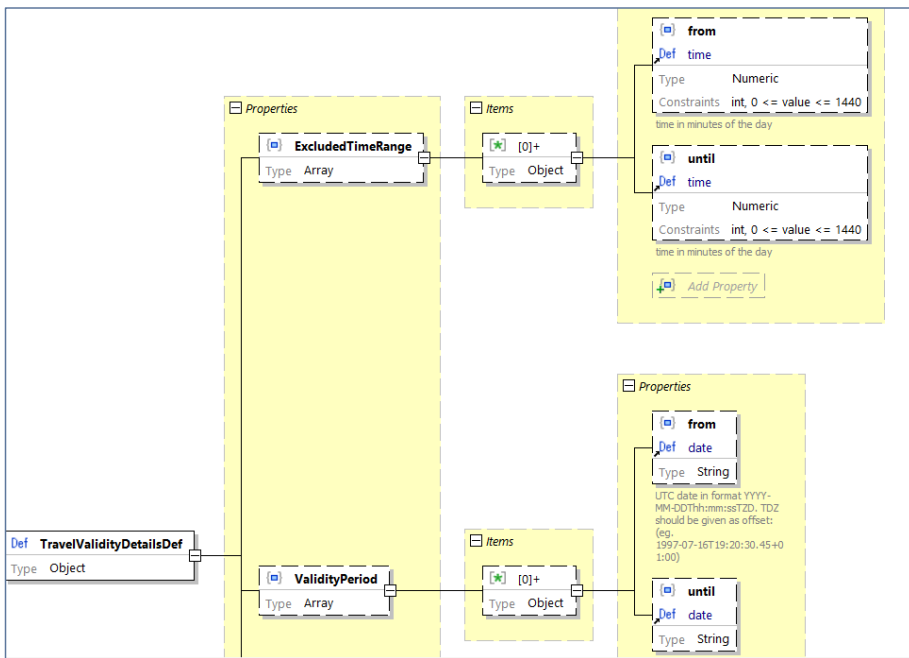 from
Def time
Type Numeric
Constraints int, 0 <= value <= 1440
time in minutes of the day
until
Def time
Type Numeric
Constraints int, 0 <= value <= 1440
time in minutes of the day
Add Property
Properties
ExcludedTimeRange
Type Array
Items
[0]+
Type Object
Properties
from
Def date
Type String
UTC date in format YYYY-
MM-DDThh:mm:ssTZD. TDZ
should be given as offset:
(eg.
1997-07-16T19:20:30.45+0
1:00)
Def TravelValidityDetailsDef
Type Object
ValidityPeriod
Type Array
Items
[0]+
Type Object
until
Def date
Type String